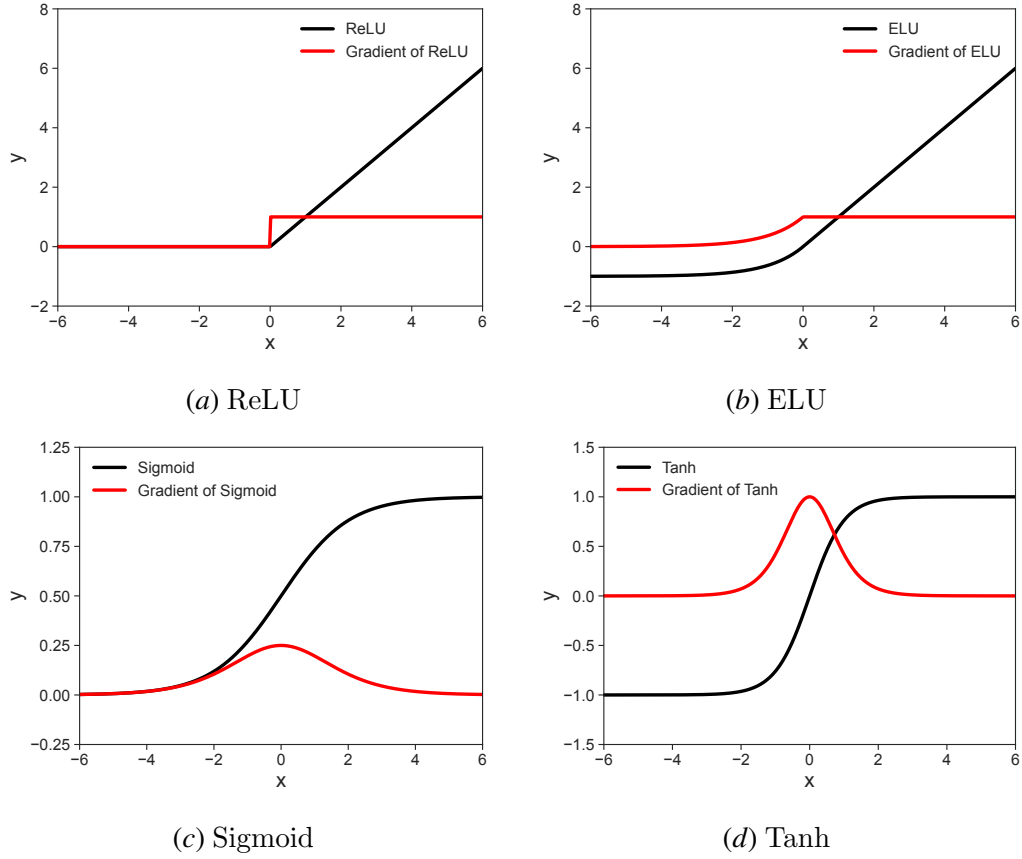 8
6
4
2
0
−2
y
−6 −4 −2 0 2 4 6
x
ReLU
Gradient of ReLU
(a) ReLU
8
6
4
2
0
−2
y
−6 −4 −2 0 2 4 6
x
ELU
Gradient of ELU
(b) ELU
1.25
1.00
0.75
0.50
0.25
0.00
−0.25
y
−6 −4 −2 0 2 4 6
x
Sigmoid
Gradient of Sigmoid
(c) Sigmoid
1.5
1.0
0.5
0.0
−0.5
−1.0
−1.5
y
−6 −4 −2 0 2 4 6
x
Tanh
Gradient of Tanh
(d) Tanh